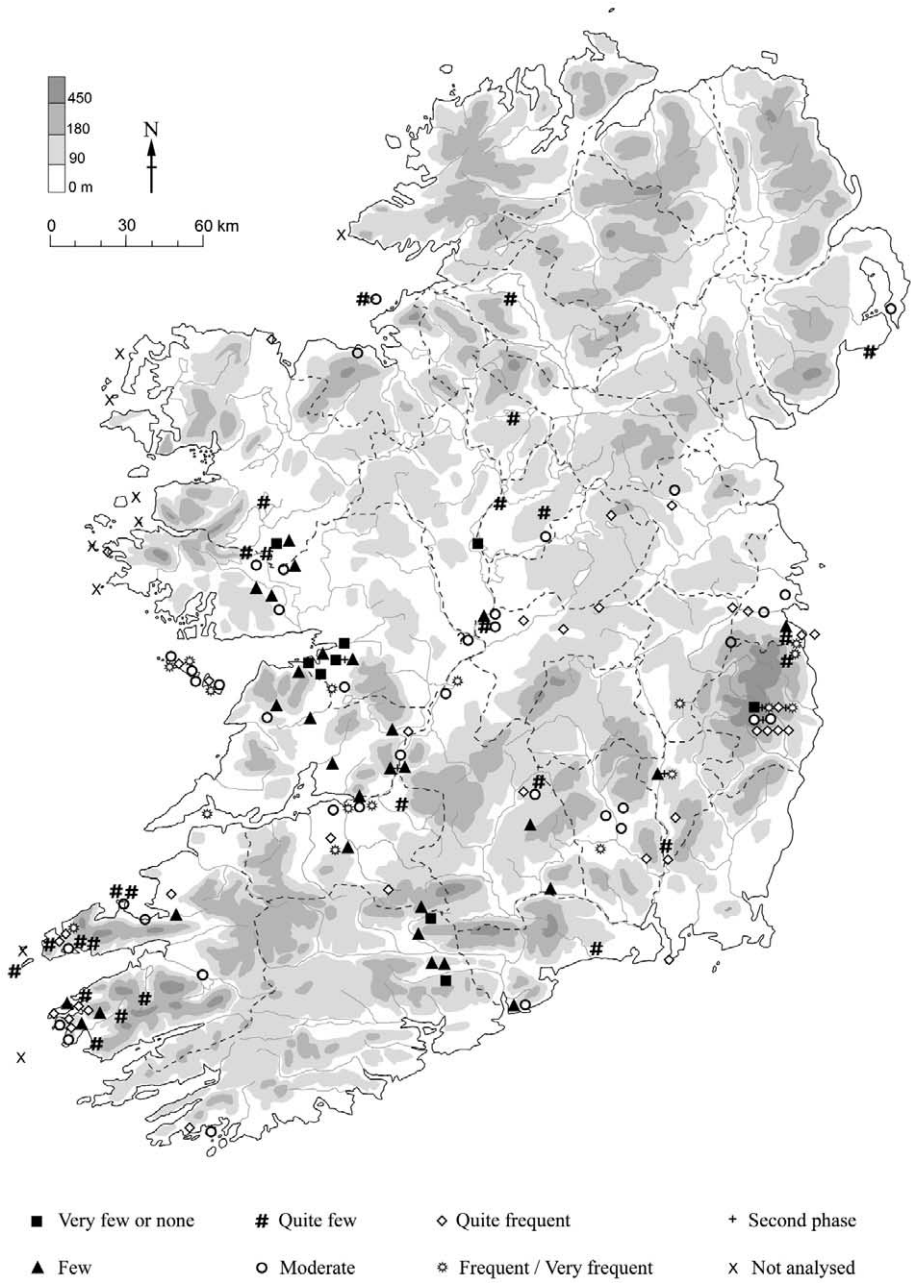 450
180
90
0 m
N
0 30 60 km
Very few or none
Quite few
Quite frequent
Second phase
Few
Moderate
Frequent / Very frequent
Not analysed